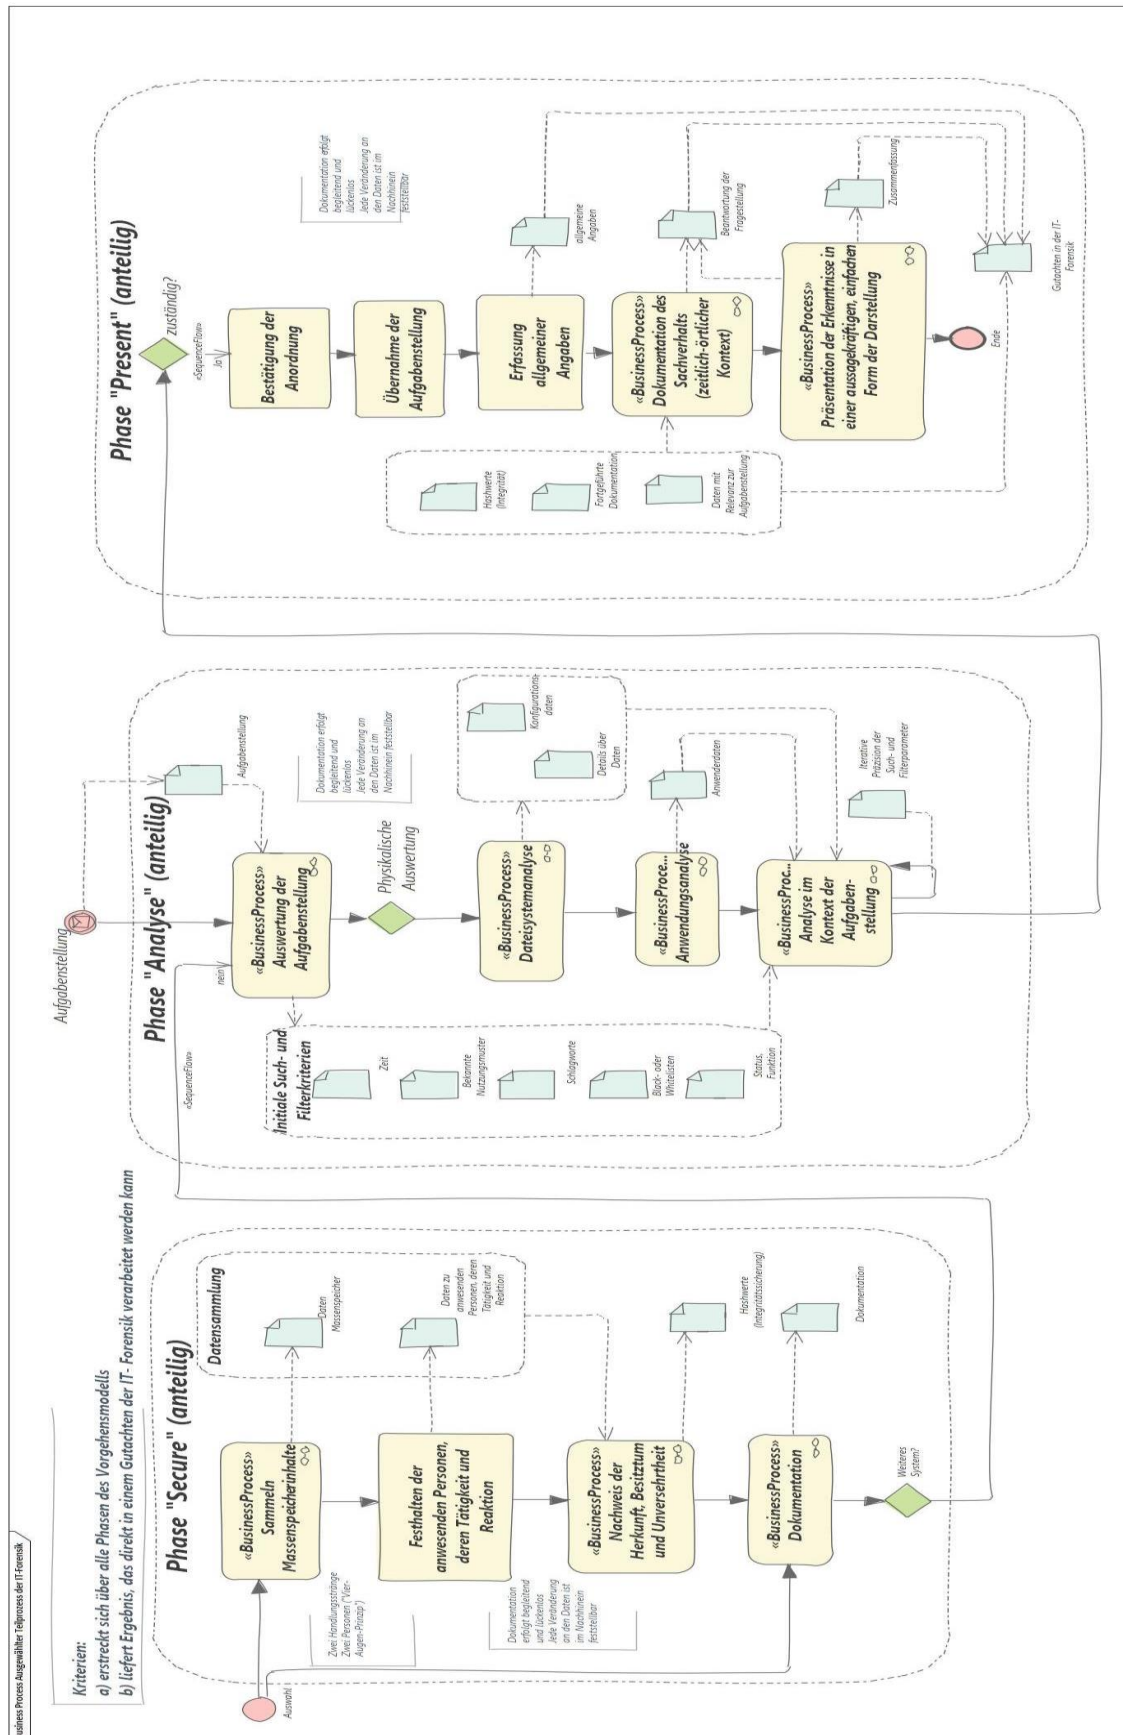 usiness Process Ausgewählter Teilprozess der IT-Forensik
Kriterien:
a) erstreckt sich über alle Phasen des Vorgehensmodells
b) liefert Ergebnis, das direkt in einem Gutachten der IT- Forensik verarbeitet werden kann
Phase "Secure" (anteilig)
Auswahl
«BusinessProcess»
Sammeln
Massenspeicherinhalte
Zwei Handlungsstränge
Zwei Personen ("Vier-
Augen-Prinzip")
Datensammlung
Daten
Massenspeicher
Festhalten der
anwesenden Personen,
deren Tätigkeit und
Reaktion
Daten zu
anwesenden
Personen, deren
Tätigkeit und
Reaktion
Dokumentation
erfolgt begleitend
und lückenlos
Jede Veränderung
an den Daten ist
im Nachhinein
feststellbar
«BusinessProcess»
Nachweis der
Herkunft, Besitztum
und Unversehrtheit
Hashwerte
(Integritätssicherung)
«BusinessProcess»
Dokumentation
Dokumentation
Weiteres
System?
Aufgabenstellung
Phase "Analyse" (anteilig)
«SequenceFlow»
nein
Aufgabenstellung
«BusinessProcess»
Auswertung der
Aufgabenstellung
Dokumentation erfolgt
begleitend und
lückenlos
Jede Veränderung an
den Daten ist im
Nachhinein feststellbar
Initiale Such- und
Filterkriterien
Zeit
Bekannte
Nutzungsmuster
Schlagworte
Black- oder
Whitelisten
Status,
Funktion
Physikalische
Auswertung
«BusinessProcess»
Dateisystemanalyse
Konfigurations-
daten
Details über
Daten
«BusinessProce...
Anwendungsanalyse
Anwenderdaten
«BusinessProc...
Analyse im
Kontext der
Aufgaben-
stellung
Iterative
Präzision der
Such- und
Filterparameter
Phase "Present" (anteilig)
zuständig?
«SequenceFlow»
Ja
Bestätigung der
Anordnung
Übernahme der
Aufgabenstellung
Dokumentation erfolgt
begleitend und
lückenlos
Jede Veränderung an
den Daten ist im
Nachhinein
feststellbar
Erfassung
allgemeiner
Angaben
allgemeine
Angaben
Hashwerte
(Integrität)
Fortgeführte
Dokumentation
Daten mit
Relevanz zur
Aufgabenstellung
«BusinessProcess»
Dokumentation des
Sachverhalts
(zeitlich-örtlicher
Kontext)
Beantwortung der
Fragestellung
«BusinessProcess»
Präsentation der Erkenntnisse in
einer aussagekräftigen, einfachen
Form der Darstellung
Zusammenfassung
Ende
Gutachten in der IT-
Forensik